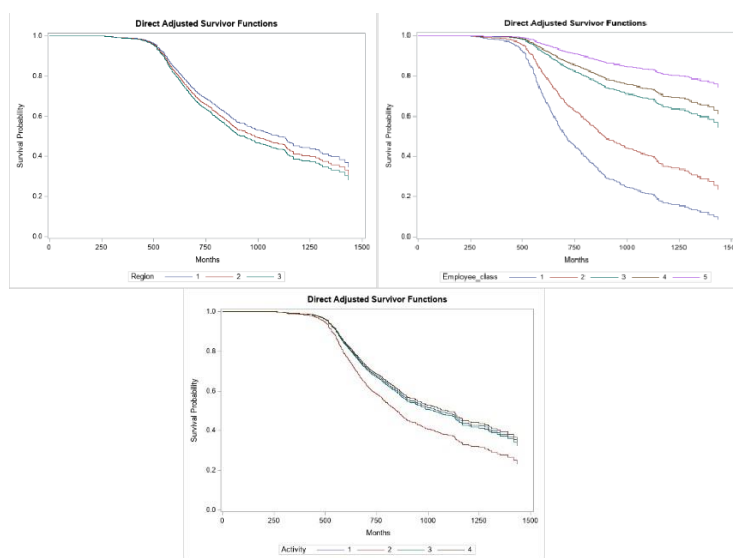 Direct Adjusted Survivor Functions
1.0
0.8
0.6
0.4
0.2
0.0
Survival Probability
0 250 500 750 1000 1250 1500
Months
Region 1 2 3
Direct Adjusted Survivor Functions
1.0
0.8
0.6
0.4
0.2
0.0
Survival Probability
0 250 500 750 1000 1250
Months
Employee_class 1 2 3 4 5
Direct Adjusted Survivor Functions
1.0
0.8
0.6
0.4
0.2
0.0
Survival Probability
0 250 500 750 1000 1250 1500
Months
Activity 1 2 3 4